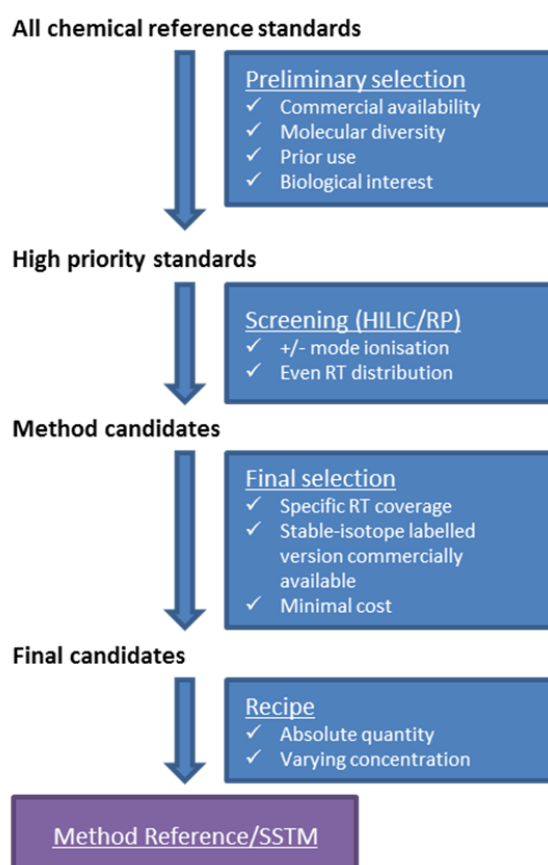 All chemical reference standards
Preliminary selection
✓ Commercial availability
✓ Molecular diversity
✓ Prior use
✓ Biological interest
High priority standards
Screening (HILIC/RP)
✓ +/- mode ionisation
✓ Even RT distribution
Method candidates
Final selection
✓ Specific RT coverage
✓ Stable-isotope labelled
version commercially
available
✓ Minimal cost
Final candidates
Recipe
✓ Absolute quantity
✓ Varying concentration
Method Reference/SSTM